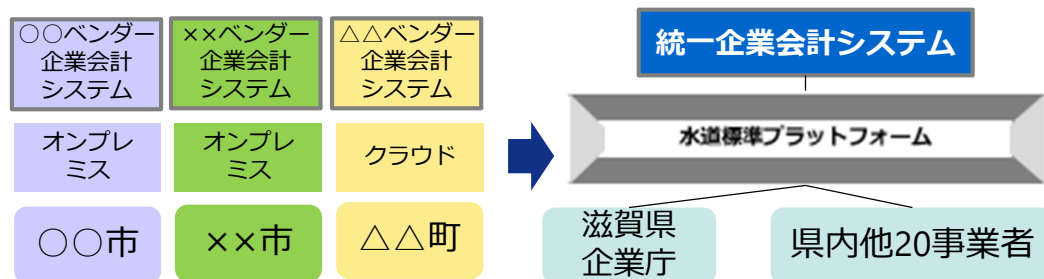 ○○ベンダー
企業会計
システム
××ベンダー
企業会計
システム
△△ベンダー
企業会計
システム
オンプレ
ミス
オンプレ
ミス
クラウド
○○市
××市
△△町
統一企業会計システム
水道標準プラットフォーム
滋賀県
企業庁
県内他20事業者